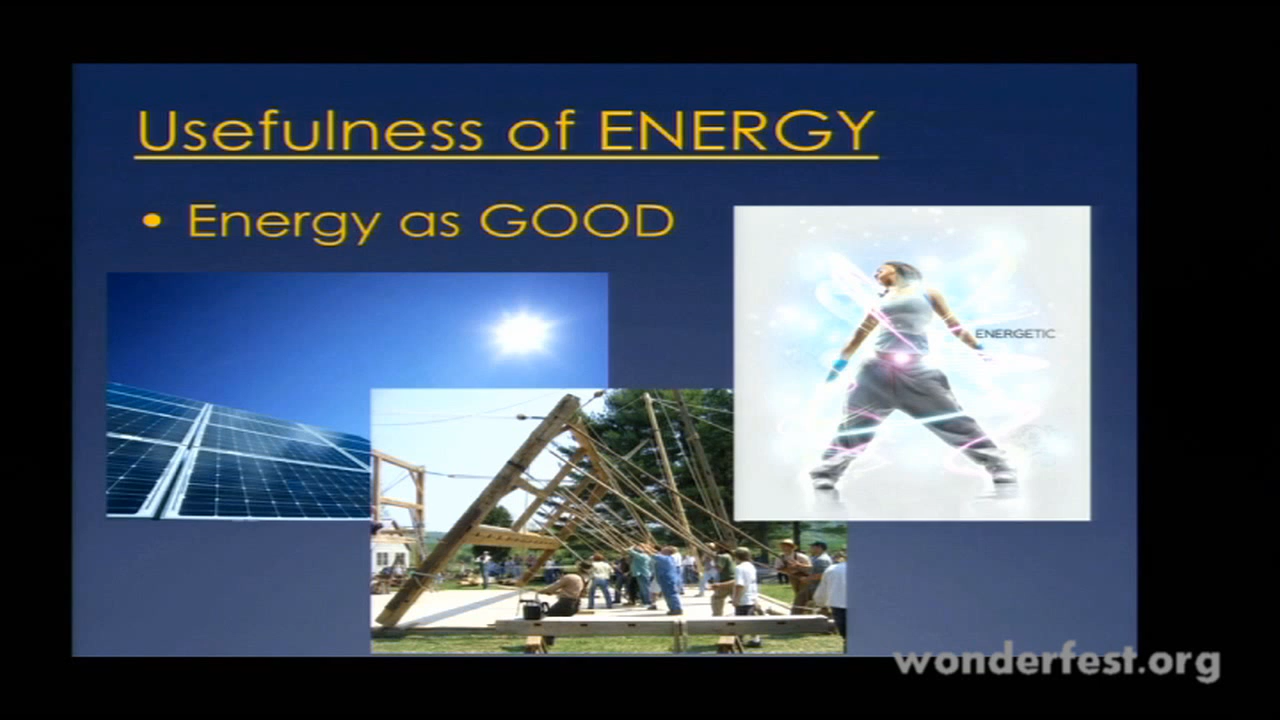 Usefulness of ENERGY
• Energy as GOOD
ENERGETIC
wonderfest.org